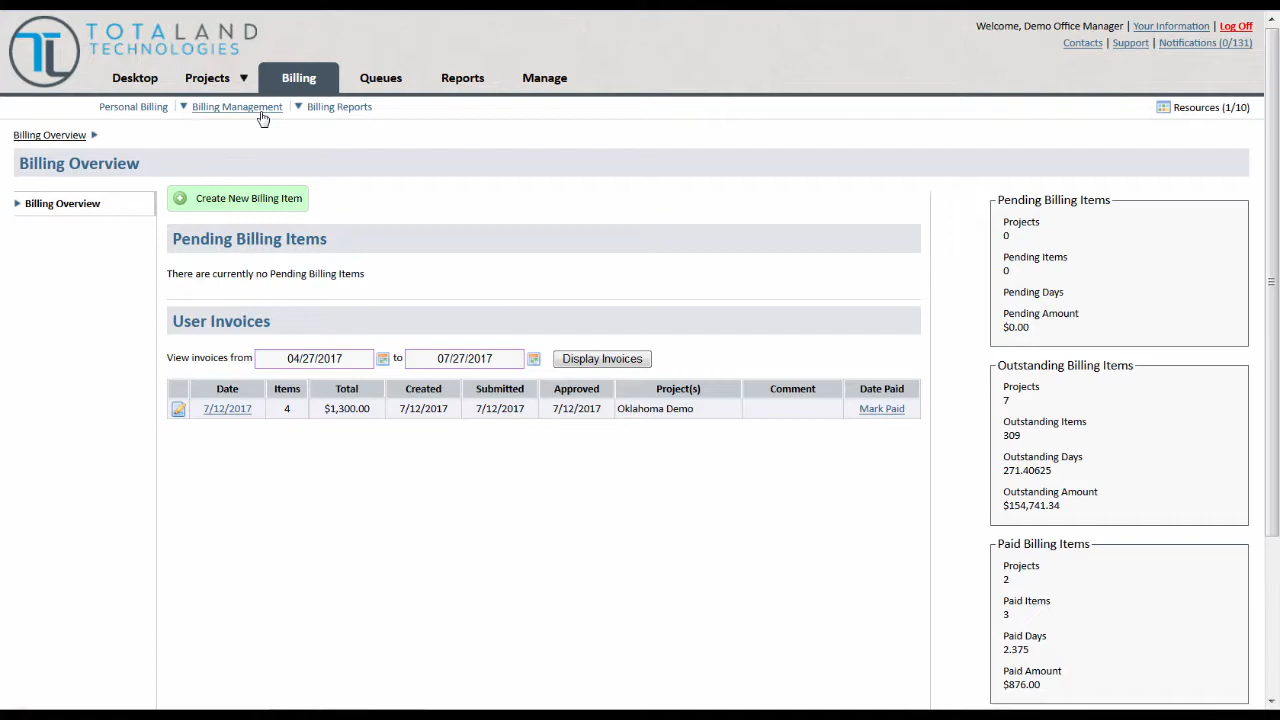 TOTALAND
TECHNOLOGIES
Welcome, Demo Office Manager | Your Information | Log Off
Contacts | Support | Notifications (0/131)
Desktop Projects Billing Queues Reports Manage
Personal Billing | Billing Management | Billing Reports
Resources (1/10)
Billing Overview
Billing Overview
Billing Overview
Create New Billing Item
Pending Billing Items
There are currently no Pending Billing Items
User Invoices
View invoices from 04/27/2017 to 07/27/2017 Display Invoices
Date Items Total Created Submitted Approved Project(s) Comment Date Paid
7/12/2017 4 $1,300.00 7/12/2017 7/12/2017 7/12/2017 Oklahoma Demo Mark Paid
Pending Billing Items
Projects
0
Pending Items
0
Pending Days
Pending Amount
$0.00
Outstanding Billing Items
Projects
7
Outstanding Items
309
Outstanding Days
271.40625
Outstanding Amount
$154,741.34
Paid Billing Items
Projects
2
Paid Items
3
Paid Days
2.375
Paid Amount
$876.00